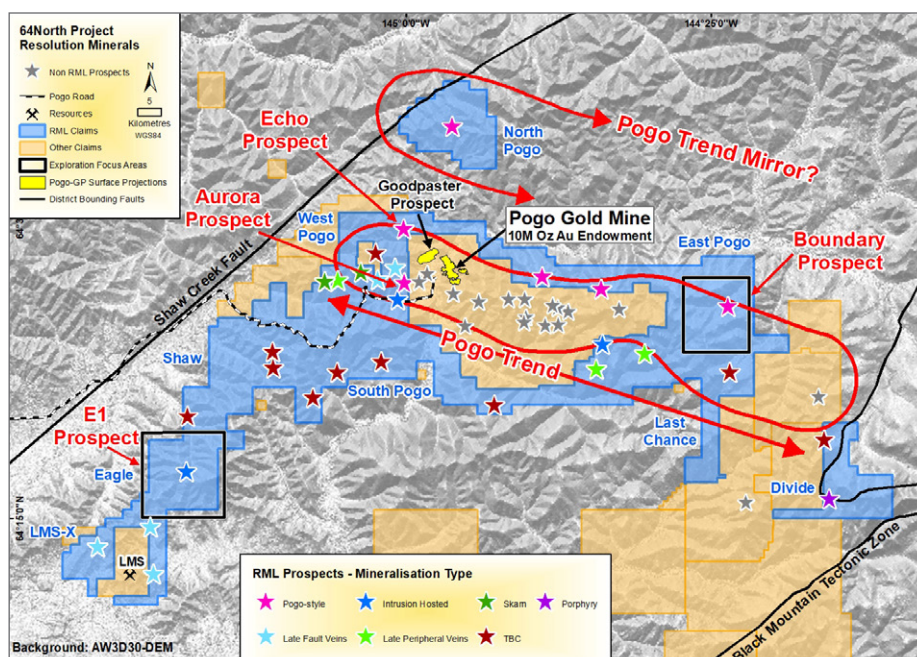 64North Project
Resolution Minerals
Non RML Prospects
Pogo Road
Resources
RML Claims
Other Claims
Exploration Focus Areas
Pogo-GP Surface Projections
District Bounding Faults
N
5
Kilometres
WGS84
145°0'0"W
144°25'0"W
64°15'0"N
Echo
Prospect
Aurora
Prospect
Goodpaster
Prospect
North
Pogo
Pogo Trend Mirror?
West
Pogo
Pogo Gold Mine
10M Oz Au Endowment
East Pogo
Boundary
Prospect
Shaw Creek Fault
Pogo Trend
Shaw
South Pogo
Last
Chance
E1
Prospect
Eagle
Divide
LMS-X
LMS
Black Mountain Tectonic Zone
RML Prospects - Mineralisation Type
Pogo-style
Intrusion Hosted
Skarn
Porphyry
Late Fault Veins
Late Peripheral Veins
TBC
Background: AW3D30-DEM